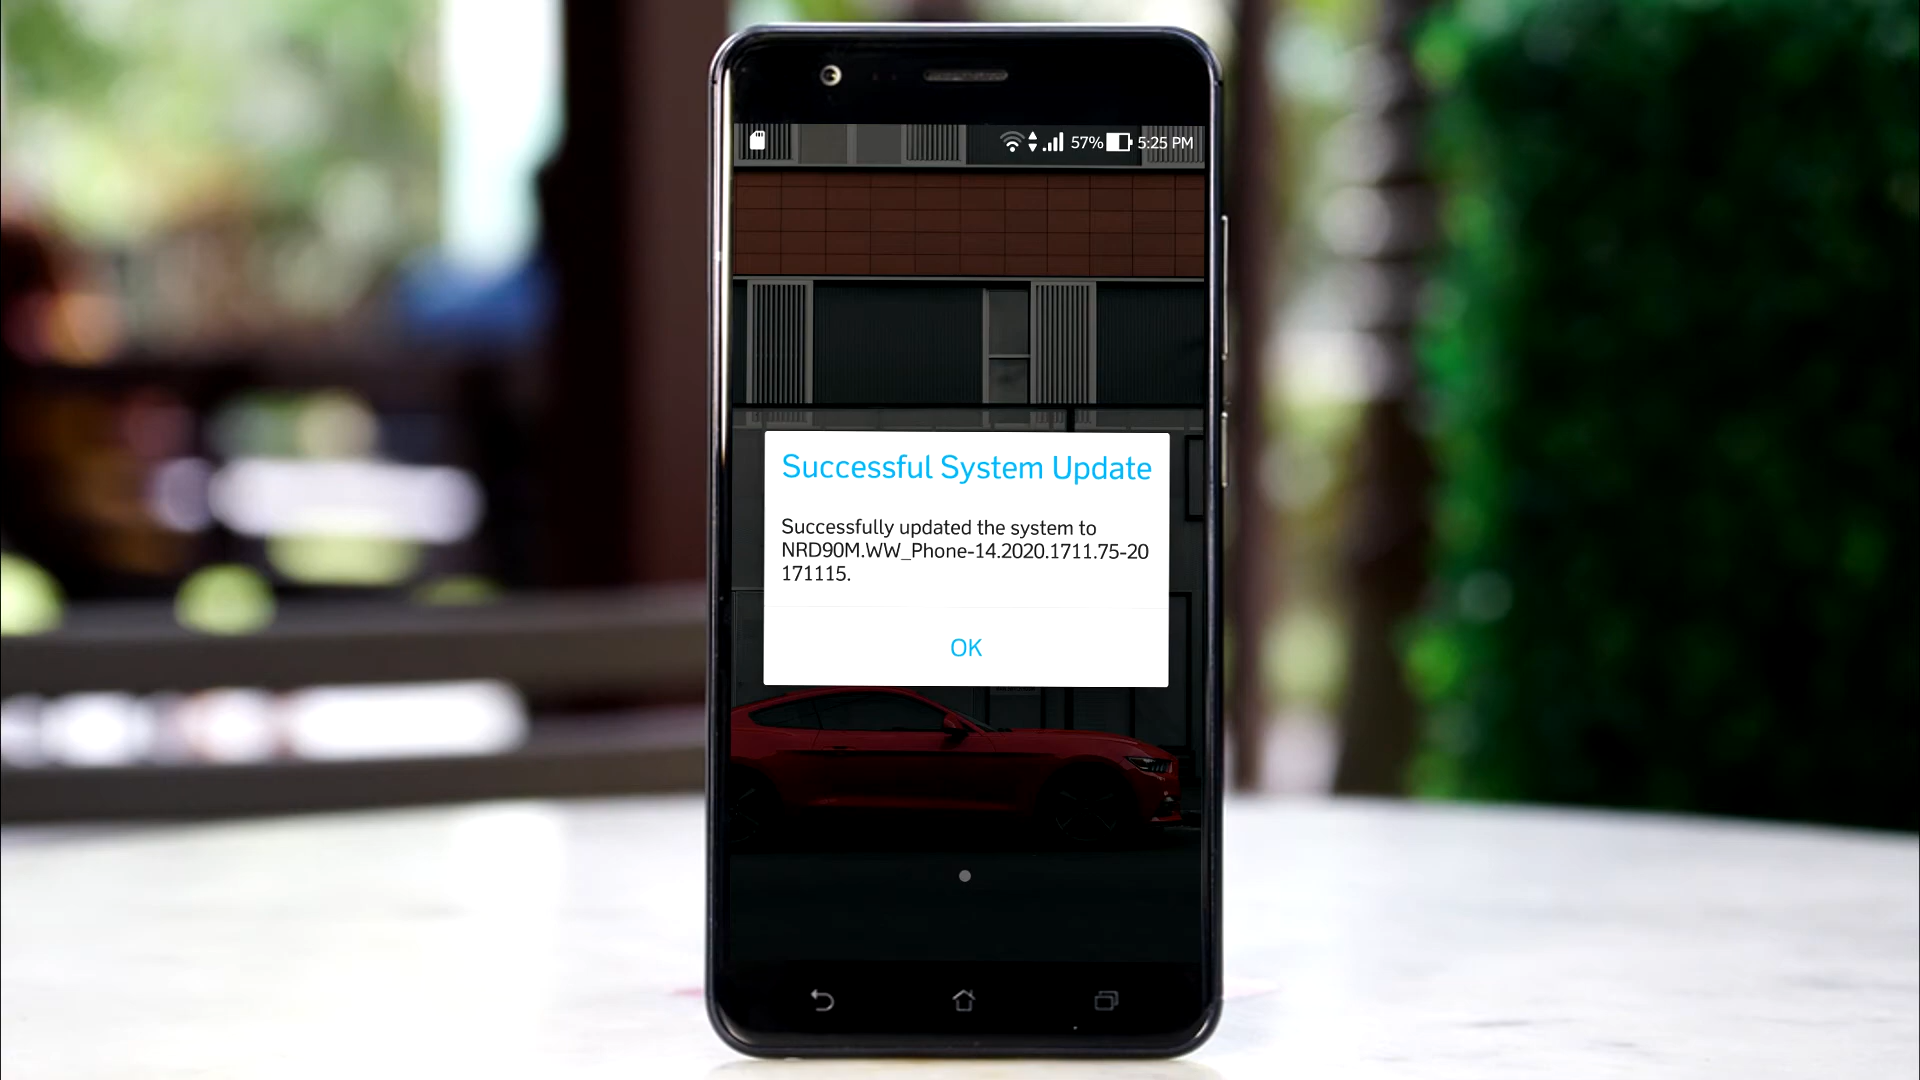 57% 5:25 PM
Successful System Update
Successfully updated the system to
NRD90M.WW_Phone-14.2020.1711.75-20
171115.
OK